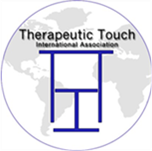 Therapeutic Touch
International Association